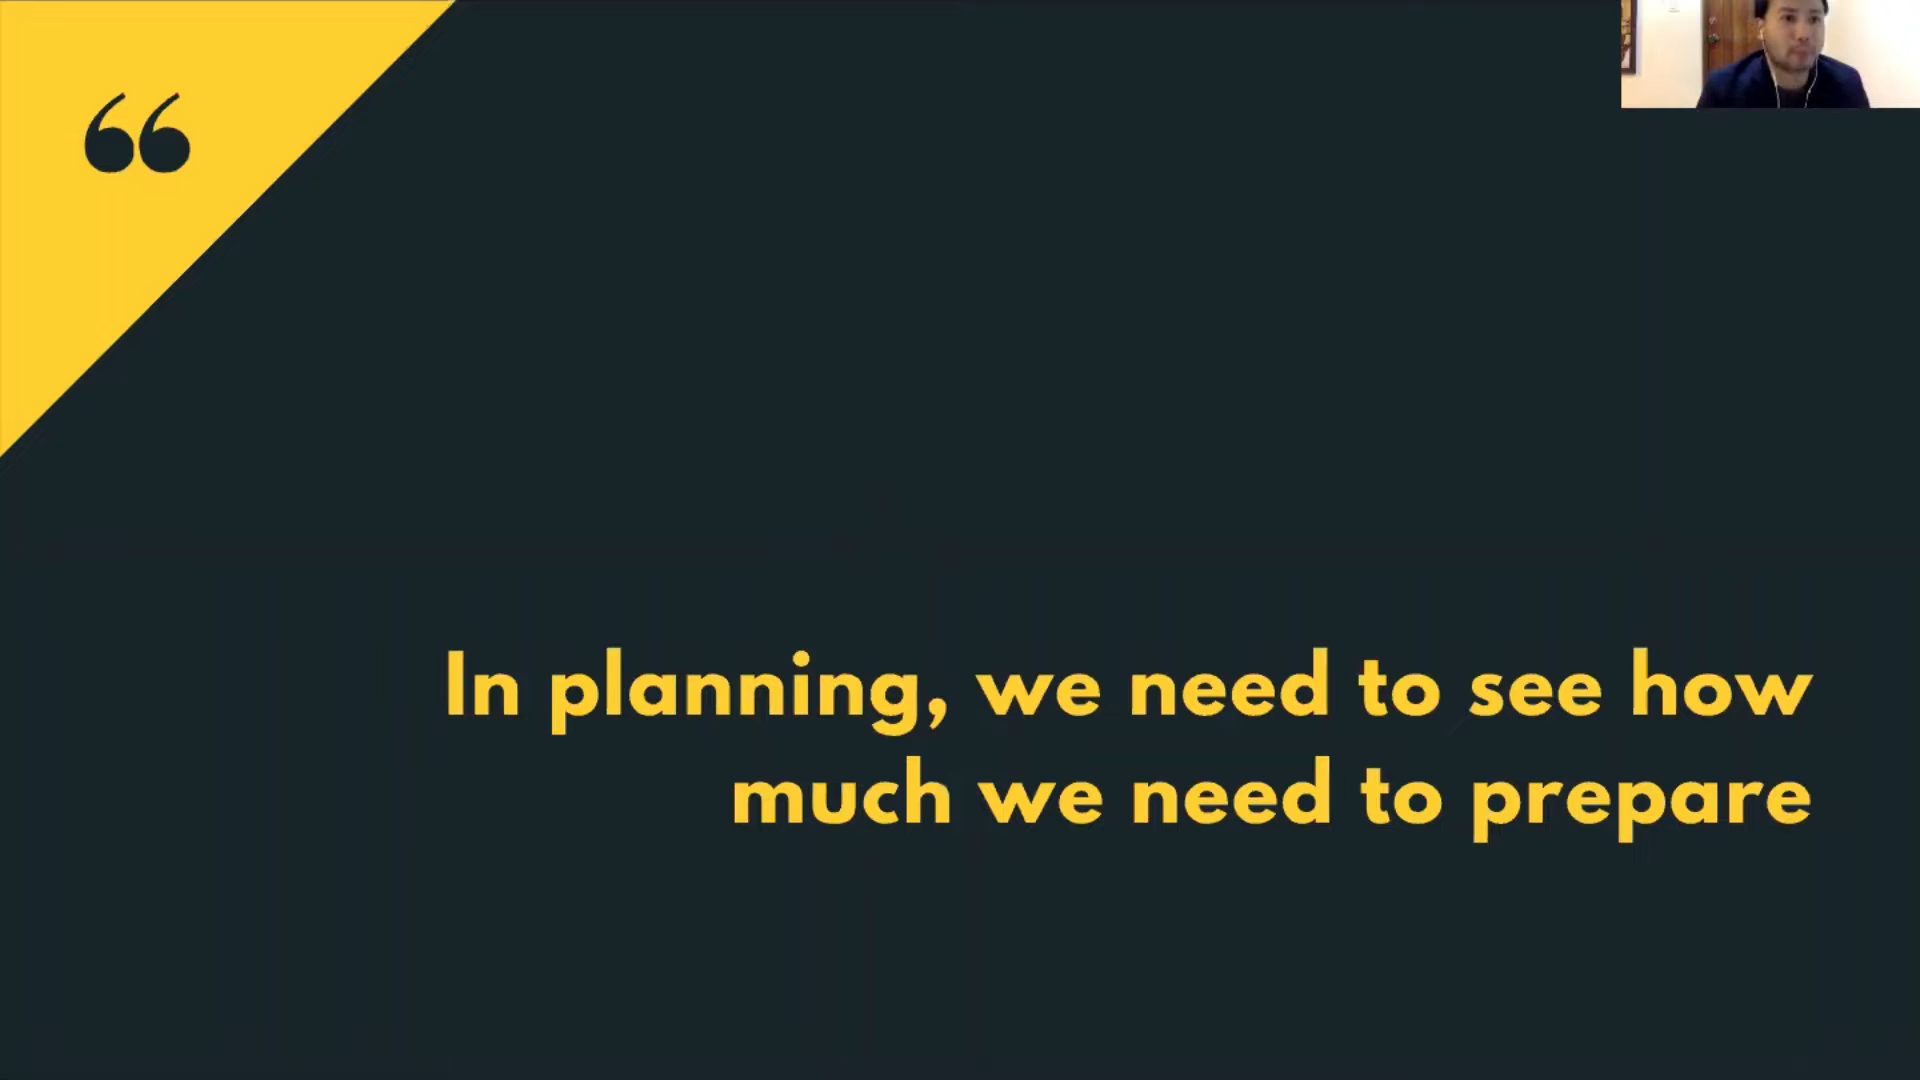 “
In planning, we need to see how
much we need to prepare